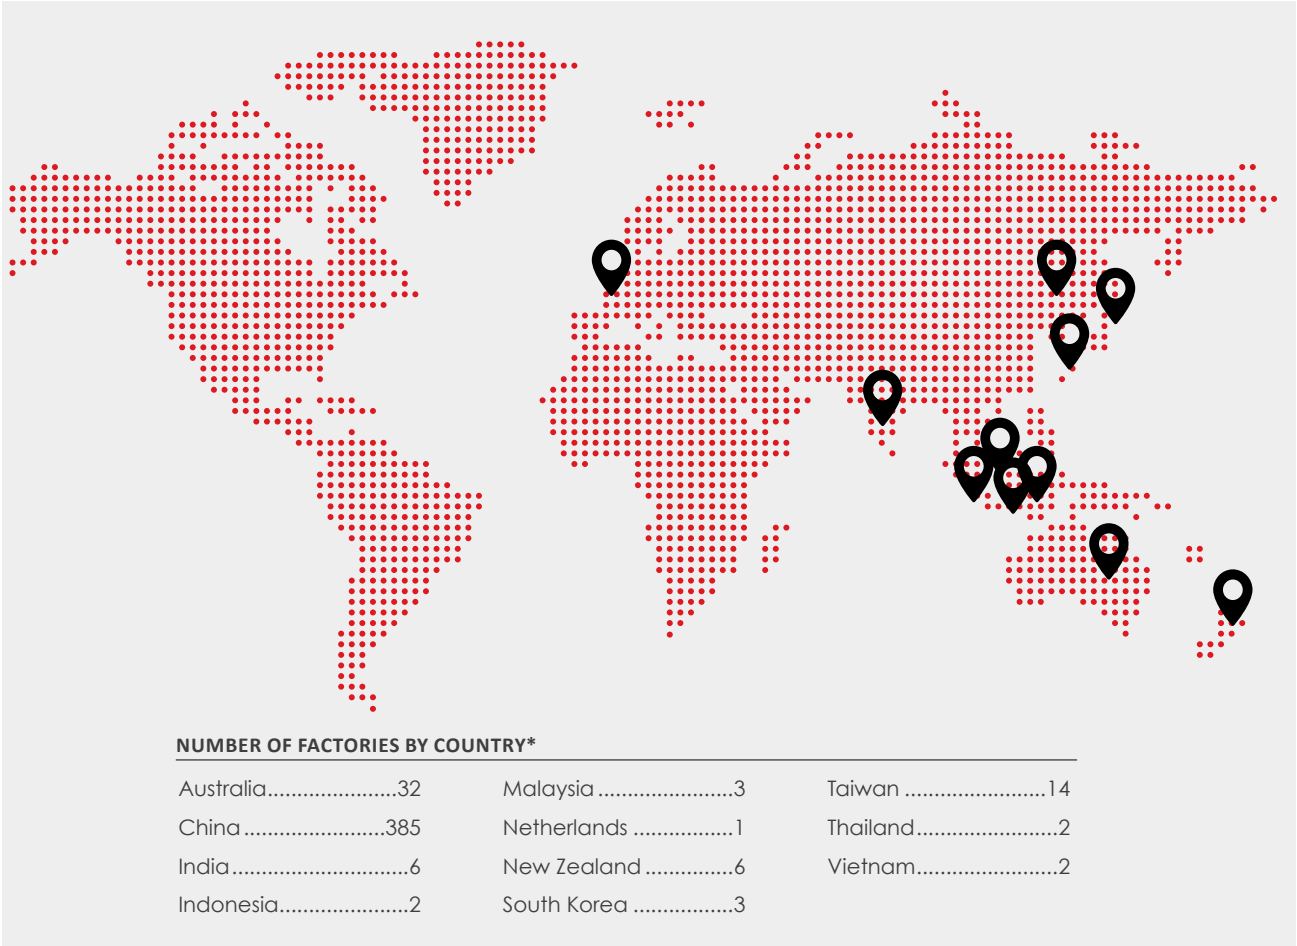 NUMBER OF FACTORIES BY COUNTRY*
Australia......................32
China........................385
India..............................6
Indonesia......................2
Malaysia.......................3
Netherlands.................1
New Zealand...............6
South Korea.................3
Taiwan........................14
Thailand........................2
Vietnam..........................2